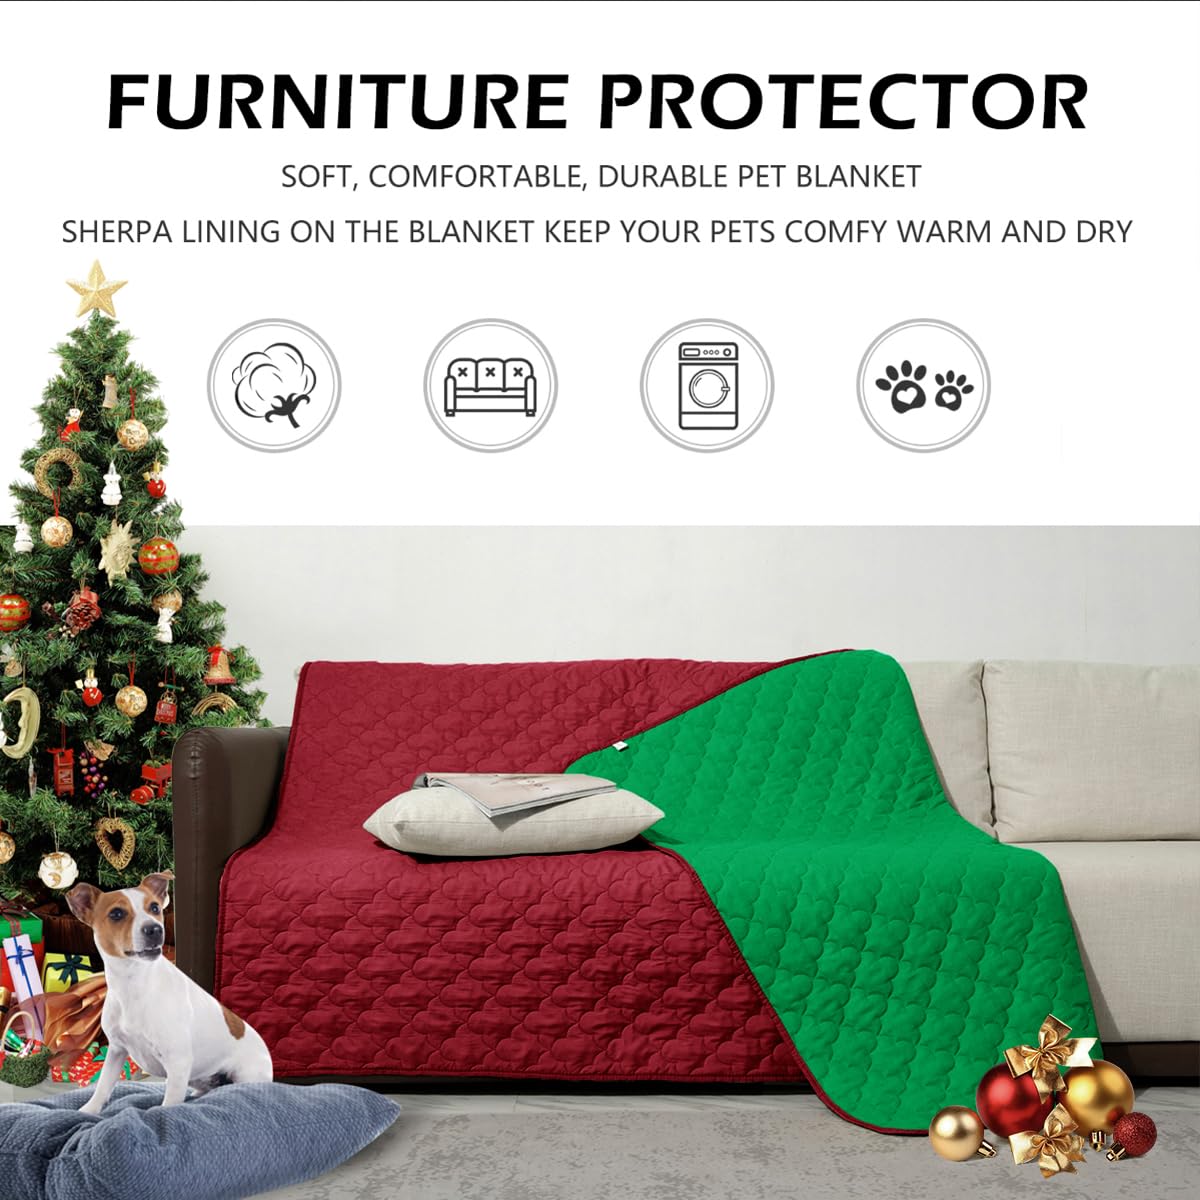 FURNITURE PROTECTOR
SOFT, COMFORTABLE, DURABLE PET BLANKET
SHERPA LINING ON THE BLANKET KEEP YOUR PETS COMFY WARM AND DRY